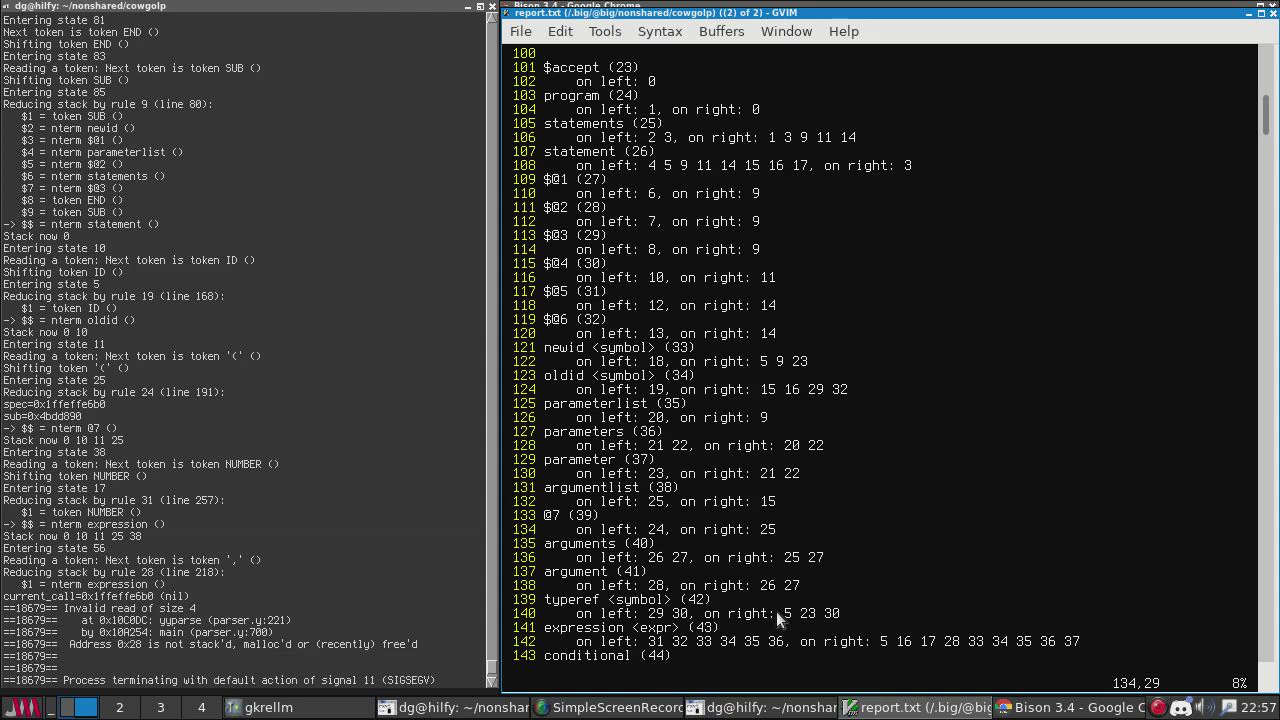 dg@hilfy: ~/nonshared/cowgolp
Entering state 81
Next token is token END ()
Shifting token END ()
Entering state 83
Reading a token: Next token is token SUB ()
Shifting token SUB ()
Entering state 85
Reducing stack by rule 9 (line 80):
$1 = token SUB ()
$2 = nterm newid ()
$3 = nterm $@1 ()
$4 = nterm parameterlist ()
$5 = nterm $@2 ()
$6 = nterm statements ()
$7 = nterm $@3 ()
$8 = token END ()
$9 = token SUB ()
-> $$ = nterm statement ()
Stack now 0
Entering state 10
Reading a token: Next token is token ID ()
Shifting token ID ()
Entering state 5
Reducing stack by rule 19 (line 168):
$1 = token ID ()
-> $$ = nterm oldid ()
Stack now 0 10
Entering state 11
Reading a token: Next token is token '(' ()
Shifting token '(' ()
Entering state 25
Reducing stack by rule 24 (line 191):
spec=0x1ffeffe6b0
sub=0x4bdd890
-> $$ = nterm @7 ()
Stack now 0 10 11 25
Entering state 38
Reading a token: Next token is token NUMBER ()
Shifting token NUMBER ()
Entering state 17
Reducing stack by rule 31 (line 257):
$1 = token NUMBER ()
-> $$ = nterm expression ()
Stack now 0 10 11 25 38
Entering state 56
Reading a token: Next token is token ',' ()
Reducing stack by rule 28 (line 218):
$1 = nterm expression ()
current_call=0x1ffeffe6b0 (nil)
==18679== Invalid read of size 4
==18679==    at 0x10C0DC: yyparse (parser.y:221)
==18679==    by 0x10A254: main (parser.y:700)
==18679==  Address 0x28 is not stack'd, malloc'd or (recently) free'd
==18679==
==18679==
==18679== Process terminating with default action of signal 11 (SIGSEGV)
Bison 3.4 - Google Chrome
report.txt (/.big/@big/nonshared/cowgolp) ((2) of 2) - GVIM
File Edit Tools Syntax Buffers Window Help
100
101 $accept (23)
102     on left: 0
103 program (24)
104     on left: 1, on right: 0
105 statements (25)
106     on left: 2 3, on right: 1 3 9 11 14
107 statement (26)
108     on left: 4 5 9 11 14 15 16 17, on right: 3
109 $@1 (27)
110     on left: 6, on right: 9
111 $@2 (28)
112     on left: 7, on right: 9
113 $@3 (29)
114     on left: 8, on right: 9
115 $@4 (30)
116     on left: 10, on right: 11
117 $@5 (31)
118     on left: 12, on right: 14
119 $@6 (32)
120     on left: 13, on right: 14
121 newid <symbol> (33)
122     on left: 18, on right: 5 9 23
123 oldid <symbol> (34)
124     on left: 19, on right: 15 16 29 32
125 parameterlist (35)
126     on left: 20, on right: 9
127 parameters (36)
128     on left: 21 22, on right: 20 22
129 parameter (37)
130     on left: 23, on right: 21 22
131 argumentlist (38)
132     on left: 25, on right: 15
133 @7 (39)
134     on left: 24, on right: 25
135 arguments (40)
136     on left: 26 27, on right: 25 27
137 argument (41)
138     on left: 28, on right: 26 27
139 typeref <symbol> (42)
140     on left: 29 30, on right: 5 23 30
141 expression <expr> (43)
142     on left: 31 32 33 34 35 36, on right: 5 16 17 28 33 34 35 36 37
143 conditional (44)
134,29 8%
2 3 4 gkrellm dg@hilfy: ~/nonshar SimpleScreenRecord dg@hilfy: ~/nonshar report.txt (/.big/@big Bison 3.4 - Google 22:57